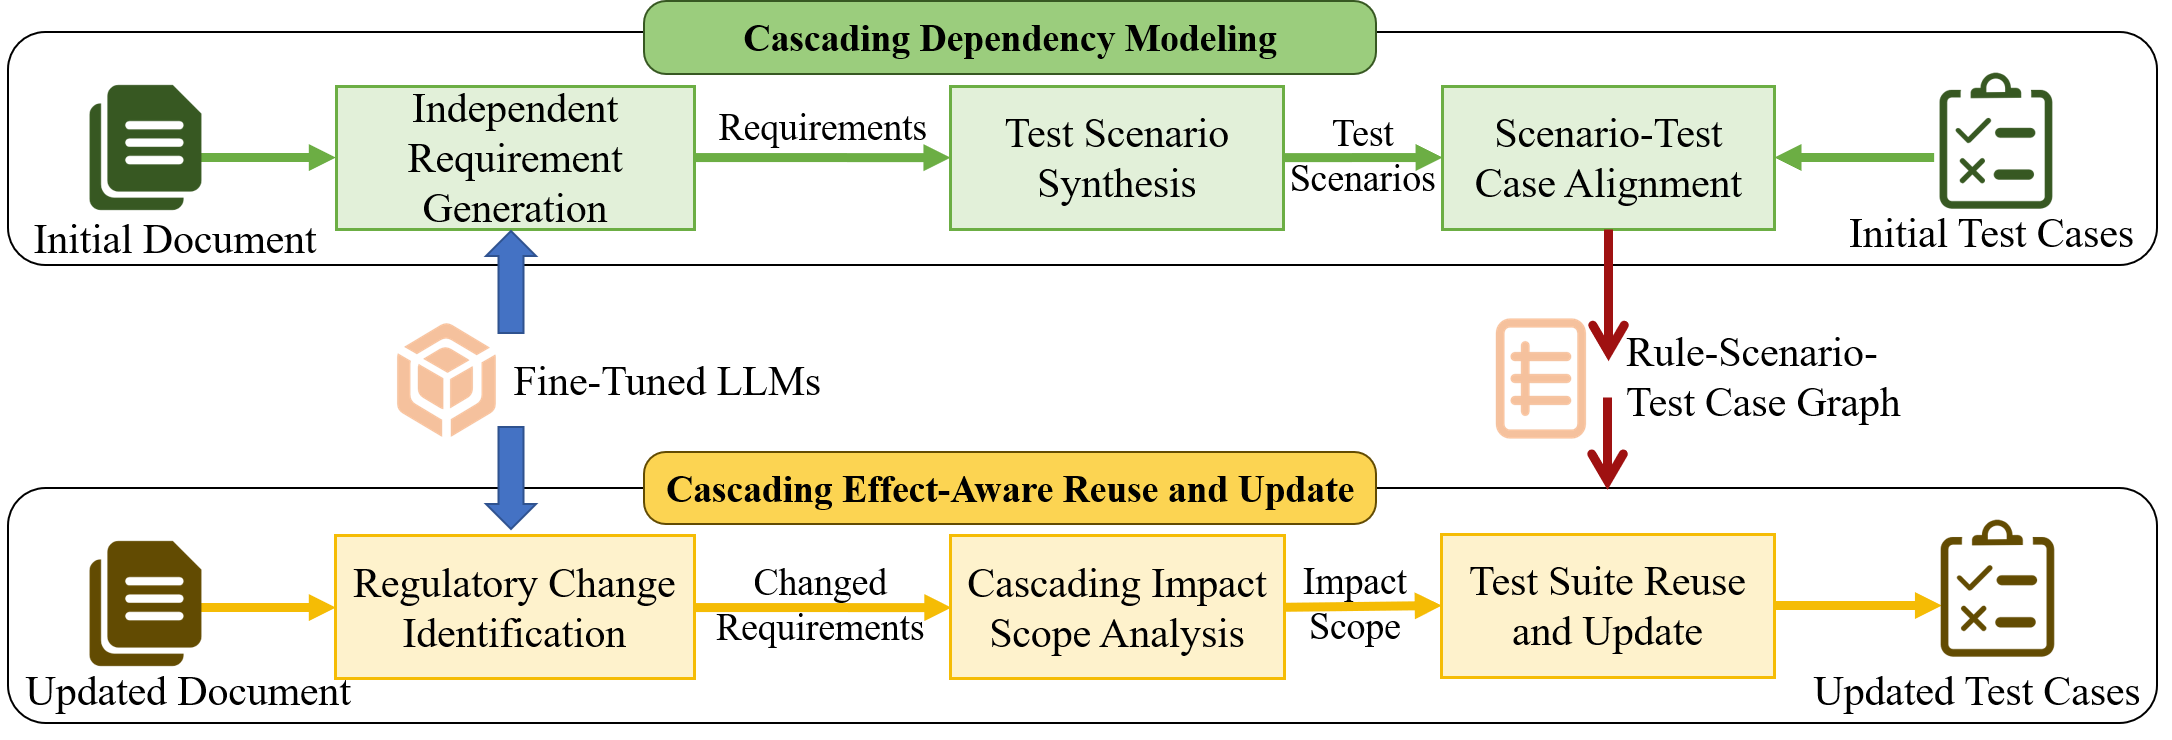 Cascading Dependency Modeling
Initial Document
Independent
Requirement
Generation
Requirements
Test Scenario
Synthesis
Test
Scenarios
Scenario-Test
Case Alignment
Initial Test Cases
Fine-Tuned LLMs
Rule-Scenario-
Test Case Graph
Cascading Effect-Aware Reuse and Update
Updated Document
Regulatory Change
Identification
Changed
Requirements
Cascading Impact
Scope Analysis
Impact
Scope
Test Suite Reuse
and Update
Updated Test Cases